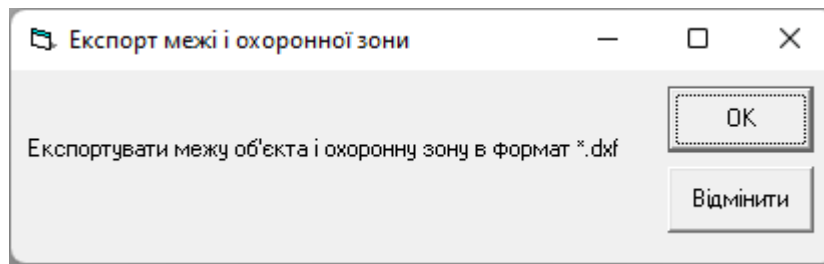 Експорт межі і охоронної зони
Експортувати межу об'єкта і охоронну зону в формат *.dxf
OK
Відмінити